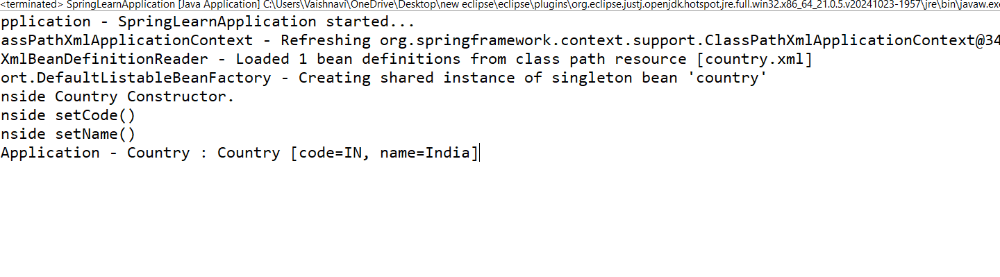 <terminated> SpringLearnApplication [Java Application] C:\Users\Vaishnavi\OneDrive\Desktop\new eclipse\eclipse\plugins\org.eclipse.justj.openjdk.hotspot.jre.full.win32.x86_64_21.0.5.v20241023-1957\jre\bin\javaw.exe
pplication - SpringLearnApplication started...
assPathXmlApplicationContext - Refreshing org.springframework.context.support.ClassPathXmlApplicationContext@34
XmlBeanDefinitionReader - Loaded 1 bean definitions from class path resource [country.xml]
ort.DefaultListableBeanFactory - Creating shared instance of singleton bean 'country'
nside Country Constructor.
nside setCode()
nside setName()
Application - Country : Country [code=IN, name=India]